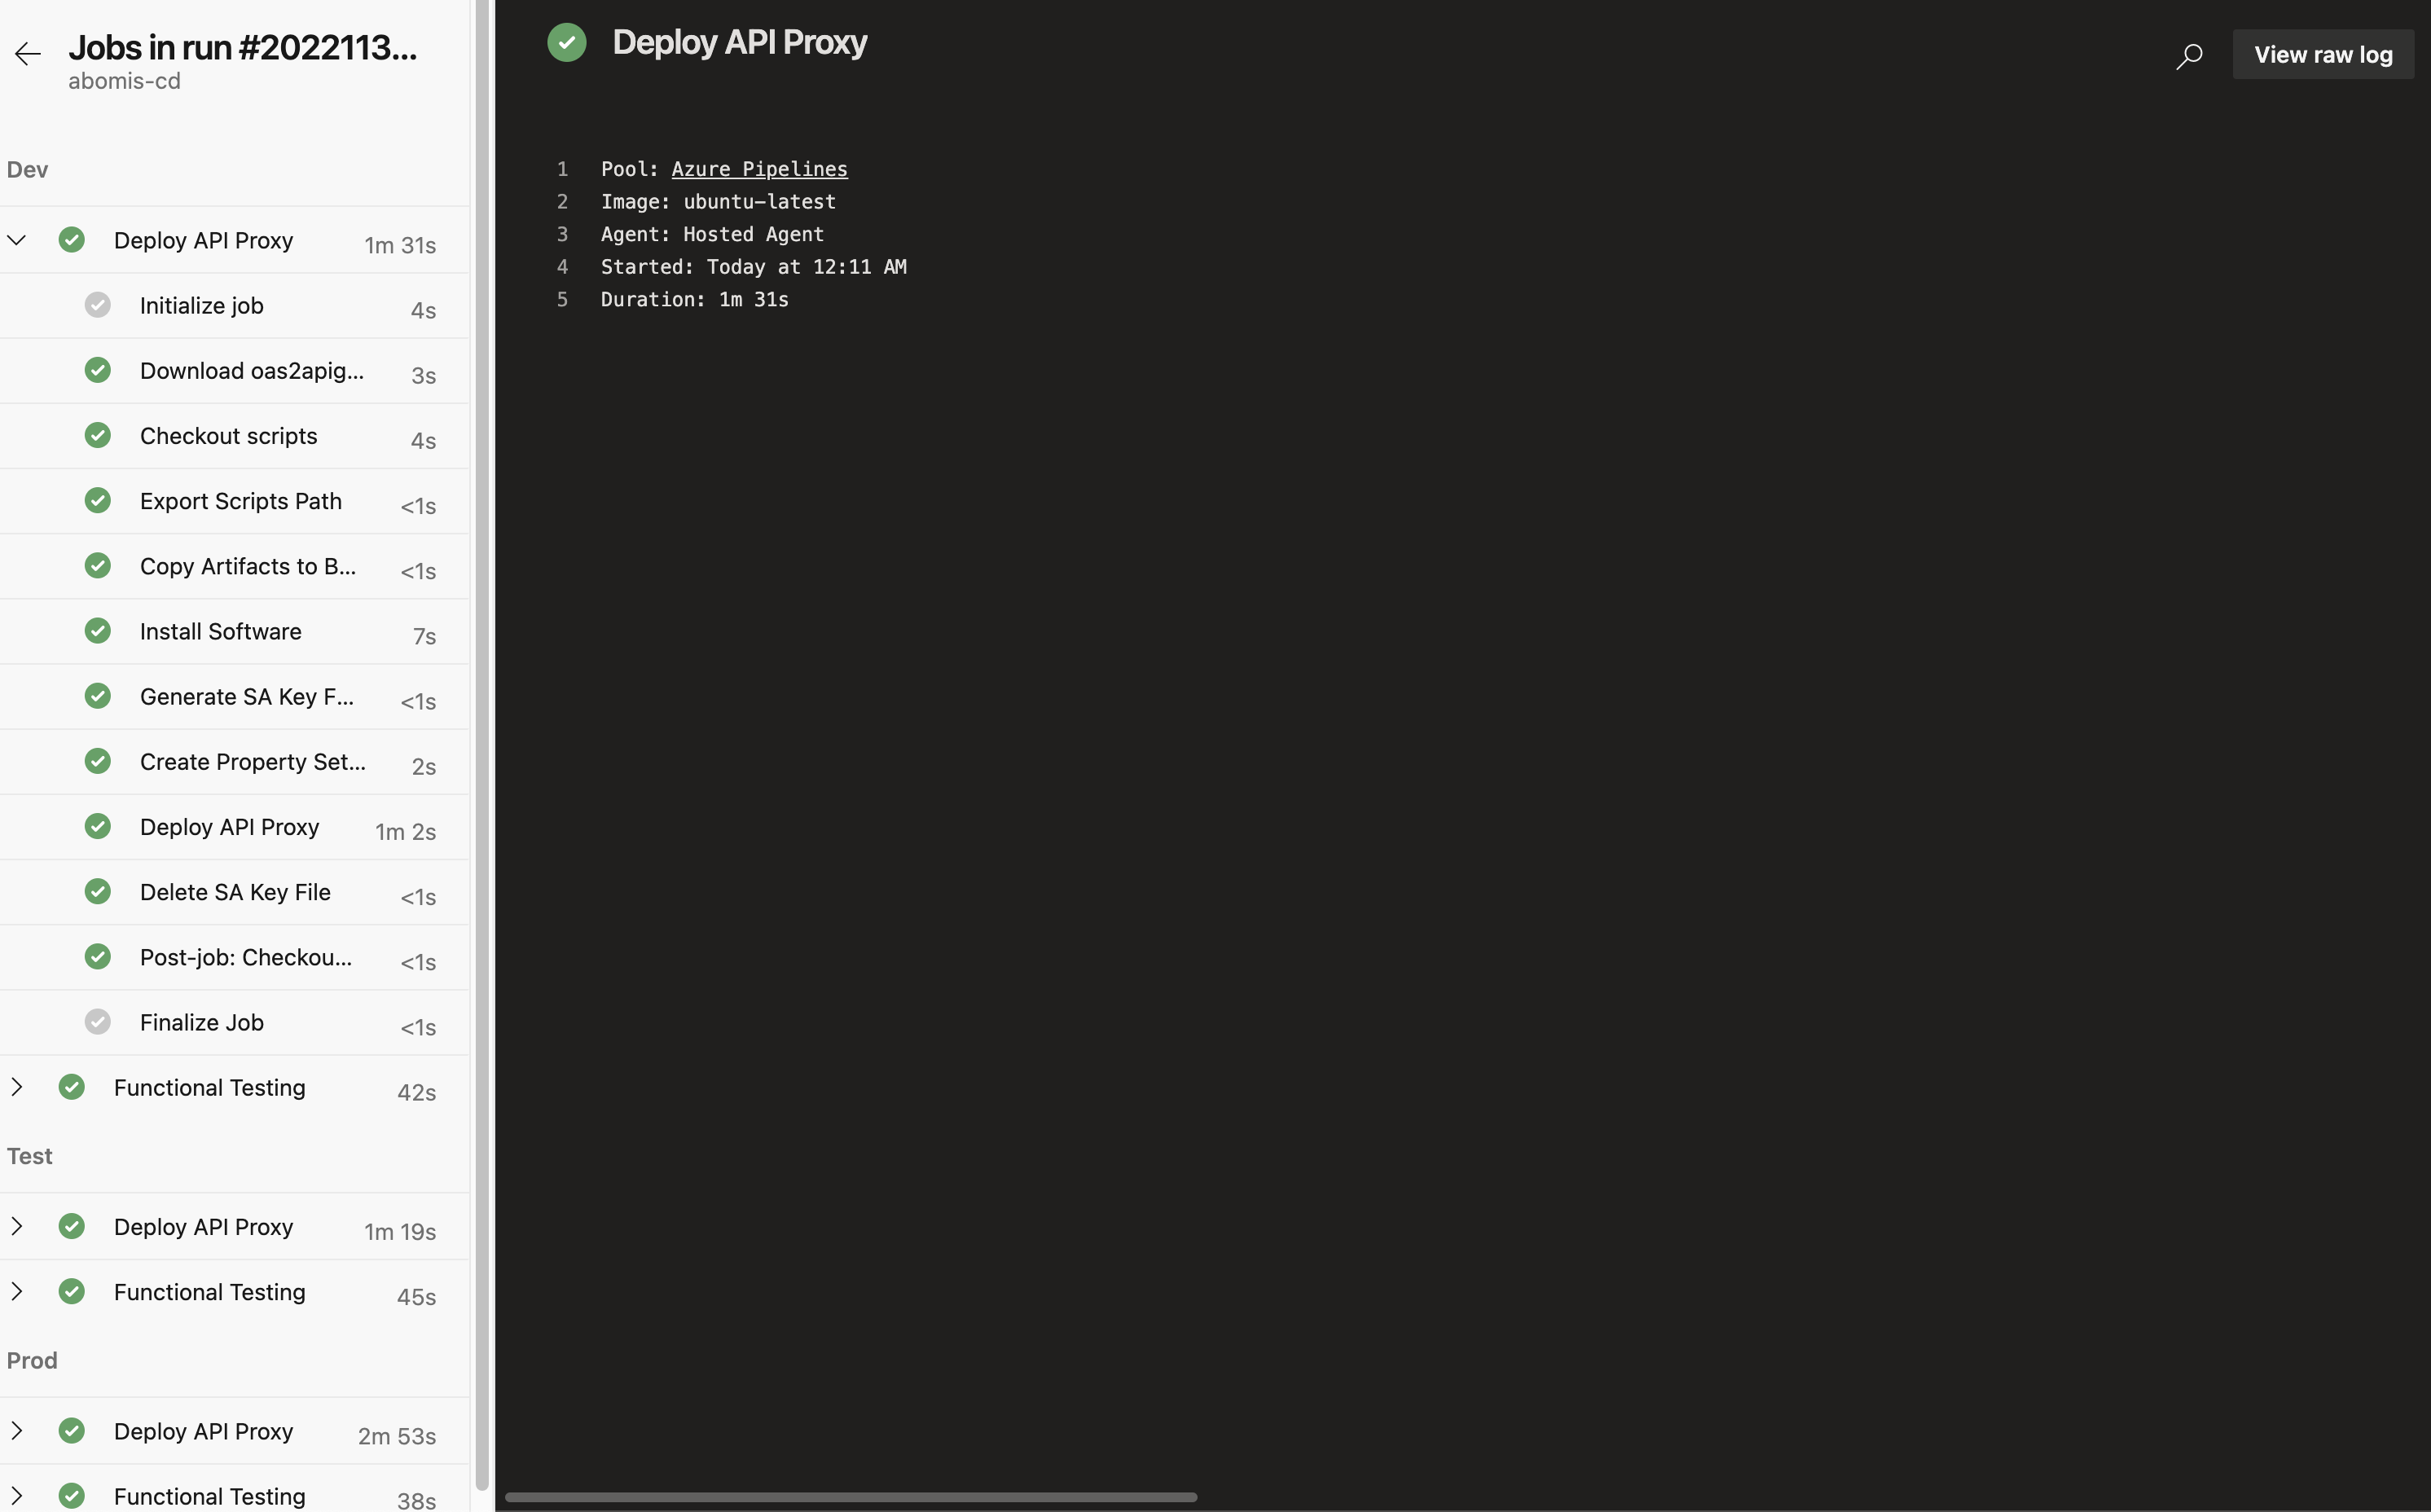 Jobs in run #2022113...
abomis-cd
Dev
Deploy API Proxy 1m 31s
Initialize job 4s
Download oas2apig... 3s
Checkout scripts 4s
Export Scripts Path <1s
Copy Artifacts to B... <1s
Install Software 7s
Generate SA Key F... <1s
Create Property Set... 2s
Deploy API Proxy 1m 2s
Delete SA Key File <1s
Post-job: Checkou... <1s
Finalize Job <1s
Functional Testing 42s
Test
Deploy API Proxy 1m 19s
Functional Testing 45s
Prod
Deploy API Proxy 2m 53s
Functional Testing 38s
Deploy API Proxy
View raw log
1 Pool: Azure Pipelines
2 Image: ubuntu-latest
3 Agent: Hosted Agent
4 Started: Today at 12:11 AM
5 Duration: 1m 31s